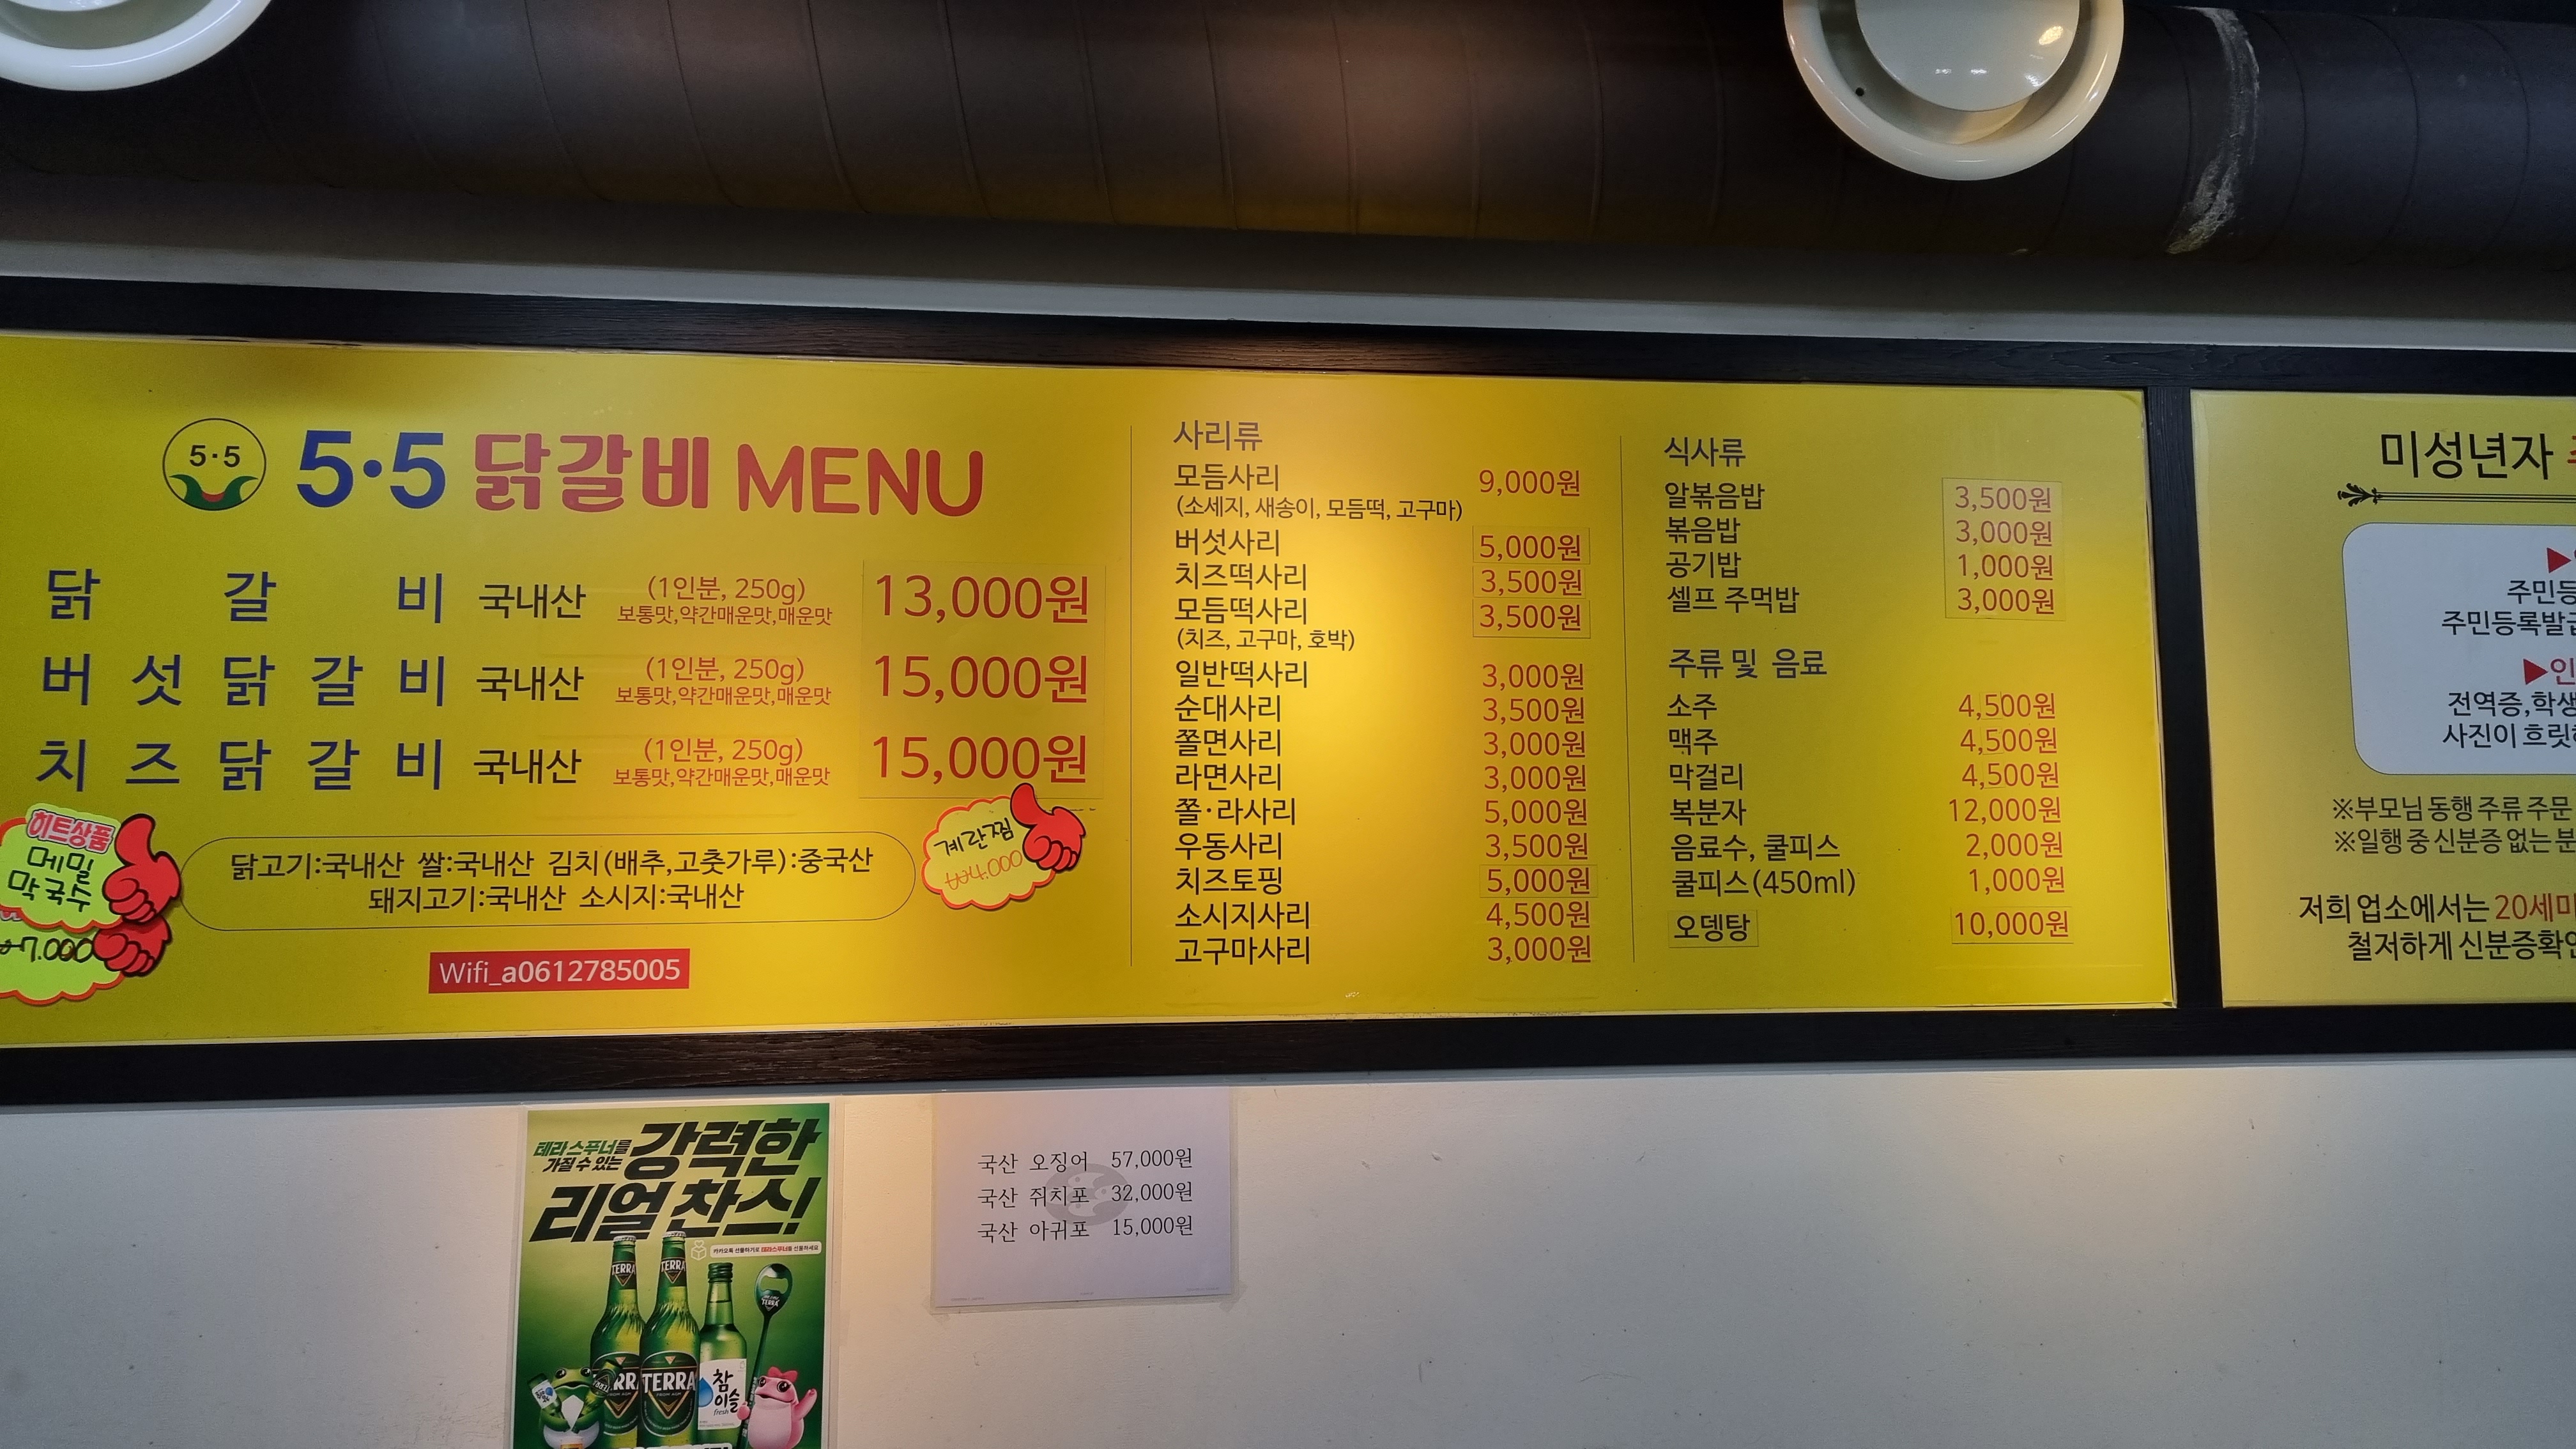 5·5
5·5 닭갈비 MENU
닭 갈 비 국내산 (1인분, 250g) 13,000원
보통맛,약간매운맛,매운맛
버 섯 닭 갈 비 국내산 (1인분, 250g) 15,000원
보통맛,약간매운맛,매운맛
치 즈 닭 갈 비 국내산 (1인분, 250g) 15,000원
보통맛,약간매운맛,매운맛
히트상품
메밀
막국수
7.000
닭고기:국내산 쌀:국내산 김치(배추,고춧가루):중국산
돼지고기:국내산 소시지:국내산
계란찜
4.000
Wifi_a0612785005
사리류
모듬사리 9,000원
(소세지, 새송이, 모듬떡, 고구마)
버섯사리 5,000원
치즈떡사리 3,500원
모듬떡사리 3,500원
(치즈, 고구마, 호박)
일반떡사리 3,000원
순대사리 3,500원
쫄면사리 3,000원
라면사리 3,000원
쫄·라사리 5,000원
우동사리 3,500원
치즈토핑 5,000원
소시지사리 4,500원
고구마사리 3,000원
식사류
알볶음밥 3,500원
볶음밥 3,000원
공기밥 1,000원
셀프 주먹밥 3,000원
주류 및 음료
소주 4,500원
맥주 4,500원
막걸리 4,500원
복분자 12,000원
음료수, 쿨피스 2,000원
쿨피스(450ml) 1,000원
오뎅탕 10,000원
미성년자
주민등
주민등록발급
▶인
전역증,학생
사진이 흐릿
※부모님 동행 주류 주문
※일행 중 신분증 없는 분
저희 업소에서는 20세미
철저하게 신분증확인
테라 스푸너를
가질 수 있는 강력한
리얼 찬스!
카카오톡 선물하기로 테라스푸너를 선물하세요
TERRA
TERRA
TERRA
TERRA
참
이슬
fresh
국산 오징어 57,000원
국산 쥐치포 32,000원
국산 아귀포 15,000원